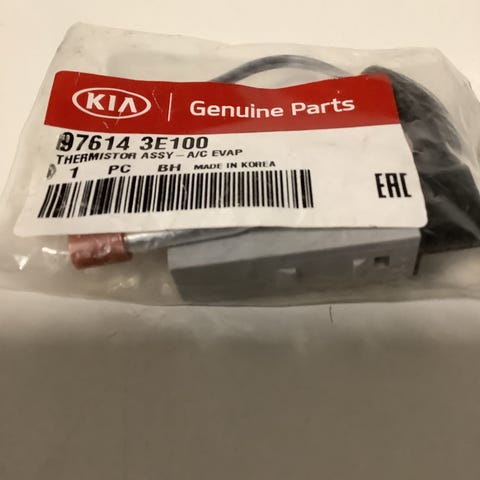 KIA Genuine Parts
97614 3E100
THERMISTOR ASSY-A/C EVAP
1 PC BH MADE IN KOREA
EAC